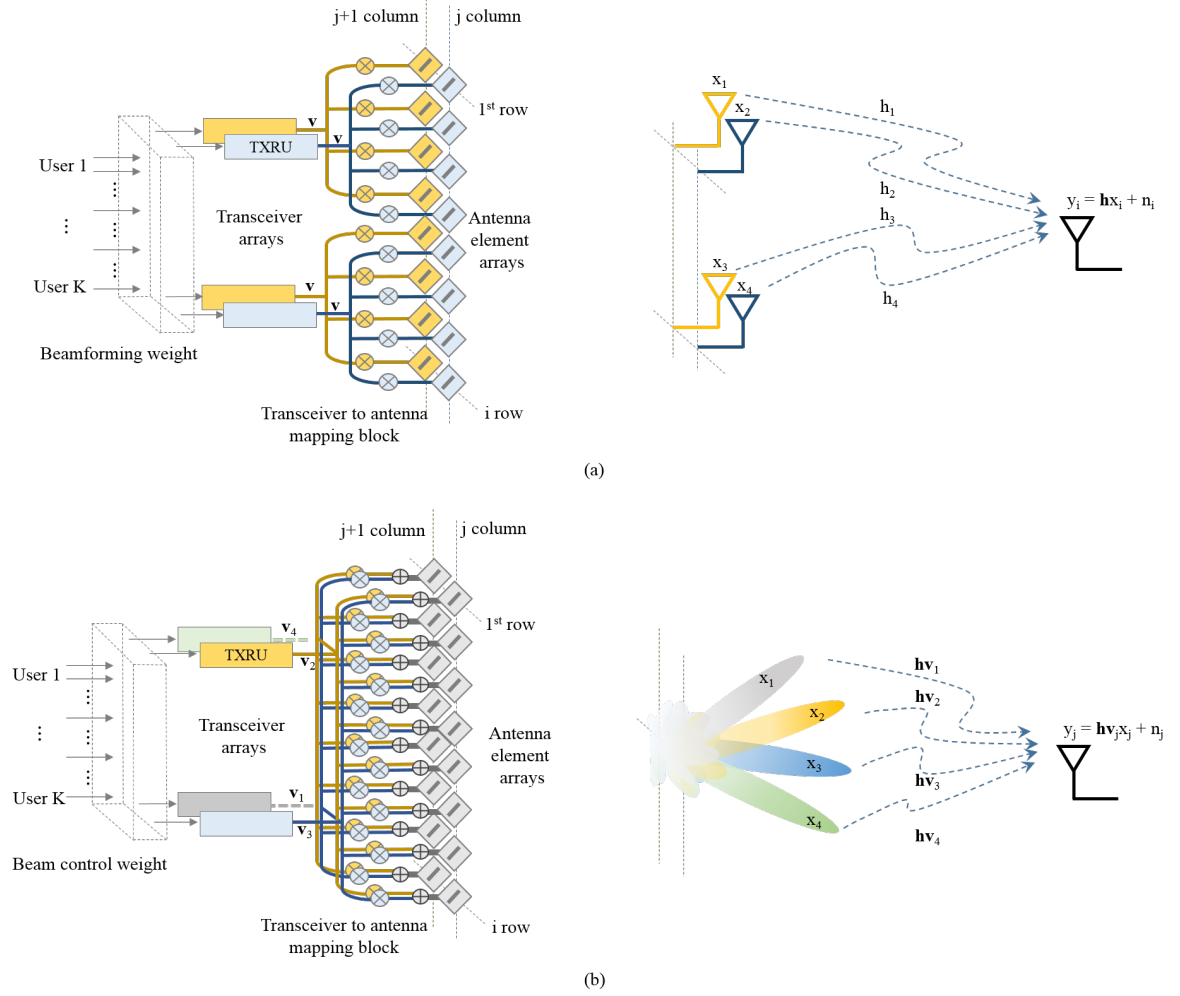 j+1 column
j column
1st row
v
v
TXRU
User 1
⋮
⋮
⋮
User K
Transceiver
arrays
Antenna
element
arrays
v
v
Beamforming weight
Transceiver to antenna
mapping block
i row
x1
x2
h1
h2
h3
x3
x4
h4
yi = hxi + ni
(a)
j+1 column
j column
1st row
v4
v2
TXRU
User 1
⋮
⋮
⋮
User K
Transceiver
arrays
Antenna
element
arrays
v1
v3
Beam control weight
Transceiver to antenna
mapping block
i row
x1
x2
x3
x4
hv1
hv2
hv3
hv4
yj = hvjxj + nj
(b)